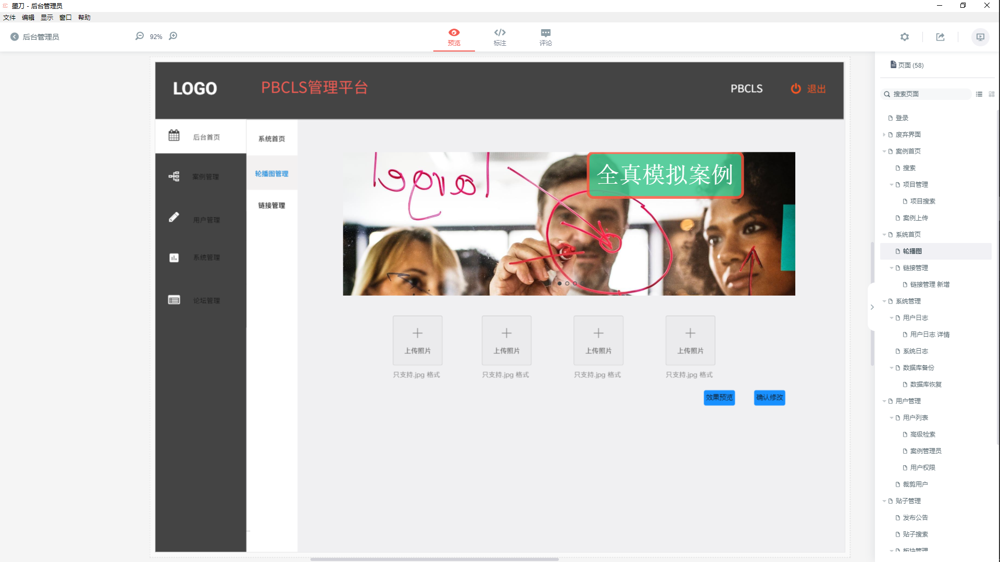 墨刀 - 后台管理员
文件 编辑 显示 窗口 帮助
后台管理员
92%
预览
标注
评论
页面 (58)
搜索页面
LOGO
PBCLS管理平台
PBCLS
退出
后台首页
案例管理
用户管理
系统管理
论坛管理
系统首页
轮播图管理
链接管理
全真模拟案例
上传照片
上传照片
上传照片
上传照片
只支持.jpg 格式
只支持.jpg 格式
只支持.jpg 格式
只支持.jpg 格式
效果预览
确认修改
登录
废弃界面
案例首页
搜索
项目管理
项目搜索
案例上传
系统首页
轮播图
链接管理
链接管理 新增
系统管理
用户日志
用户日志 详情
系统日志
数据库备份
数据库恢复
用户管理
用户列表
高级检索
案例管理员
用户权限
裁剪用户
贴子管理
发布公告
贴子搜索
板块管理